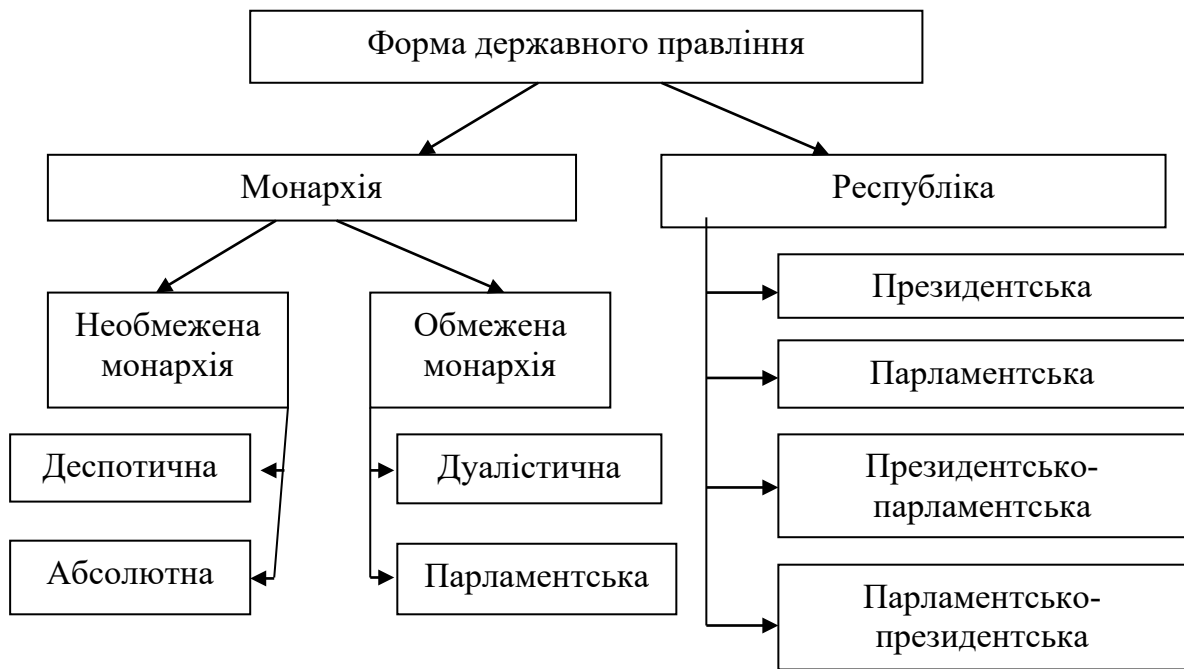 Форма державного правління
Монархія
Республіка
Необмежена
монархія
Обмежена
монархія
Деспотична
Абсолютна
Дуалістична
Парламентська
Президентська
Парламентська
Президентсько-
парламентська
Парламентсько-
президентська